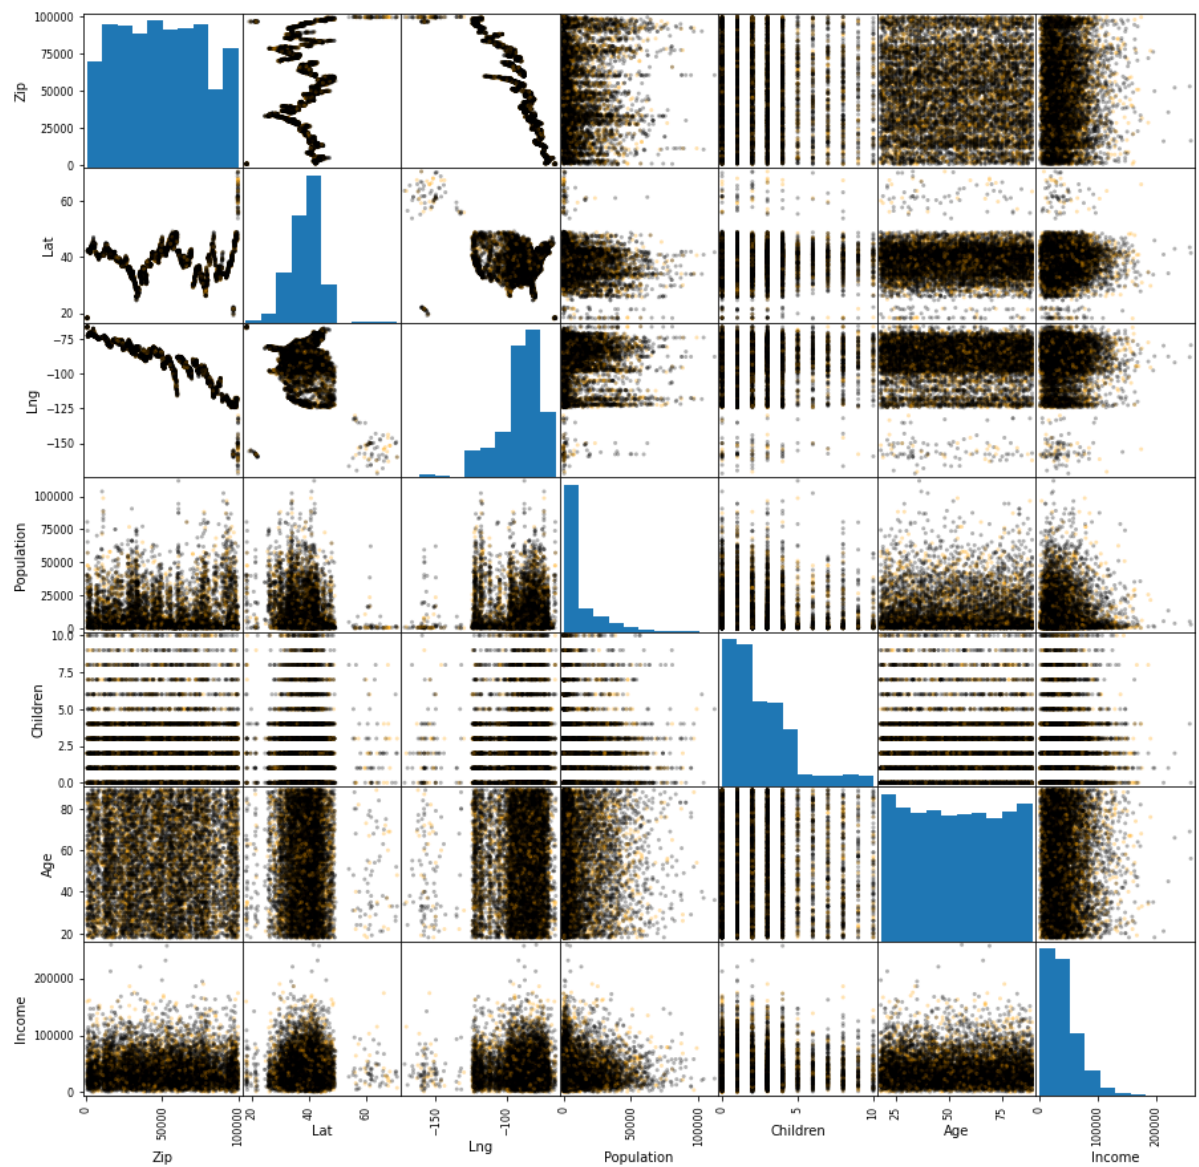 100000
75000
Zip
50000
25000
0
60
Lat
40
20
−75
−100
Lng
−125
−150
100000
75000
Population
50000
25000
0
10.0
7.5
Children
5.0
2.5
0.0
80
60
Age
40
20
200000
Income
100000
0
0 50000 100000 20 40 60 −150 −100 0 50000 100000 0 5 10 25 50 75 0 100000 200000
Lat Children Age
Lng
Zip Population Income